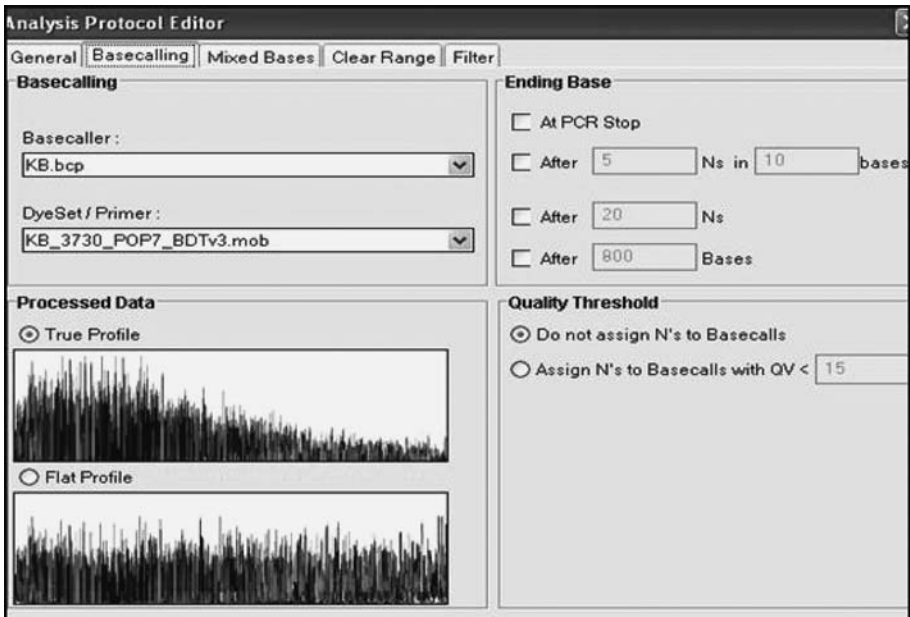 Analysis Protocol Editor
General Basecalling Mixed Bases Clear Range Filter
Basecalling
Basecaller :
KB.bcp
DyeSet / Primer :
KB_3730_POP7_BDTv3.mob
Ending Base
At PCR Stop
After 5 Ns in 10 bases
After 20 Ns
After 800 Bases
Processed Data
True Profile
Flat Profile
Quality Threshold
Do not assign N's to Basecalls
Assign N's to Basecalls with QV < 15